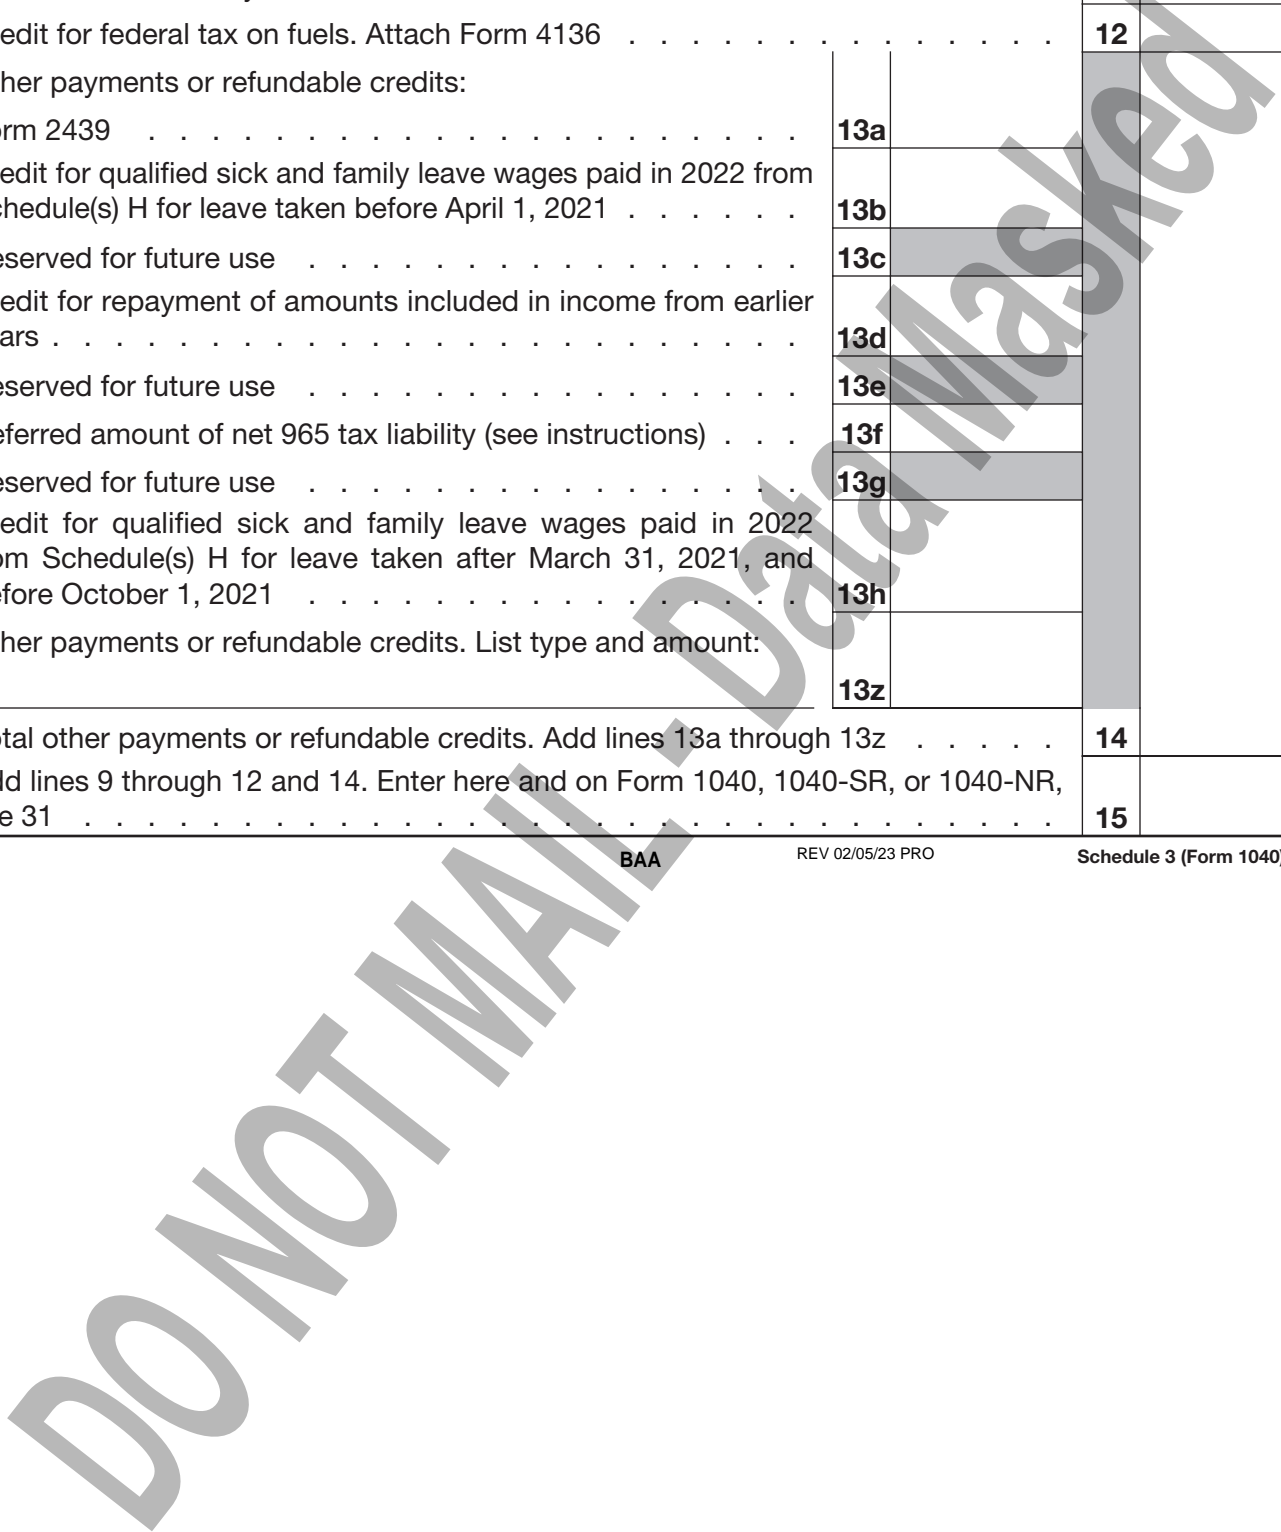 edit for federal tax on fuels. Attach Form 4136 . . . . . . . . . . . . . . 12
her payments or refundable credits:
orm 2439 . . . . . . . . . . . . . . . . . . . . . 13a
edit for qualified sick and family leave wages paid in 2022 from
chedule(s) H for leave taken before April 1, 2021 . . . . . . 13b
eserved for future use . . . . . . . . . . . . . . . . 13c
edit for repayment of amounts included in income from earlier
ars . . . . . . . . . . . . . . . . . . . . . . . . 13d
eserved for future use . . . . . . . . . . . . . . . . 13e
eferred amount of net 965 tax liability (see instructions) . . . 13f
eserved for future use . . . . . . . . . . . . . . . . 13g
edit for qualified sick and family leave wages paid in 2022
om Schedule(s) H for leave taken after March 31, 2021, and
efore October 1, 2021 . . . . . . . . . . . . . . . . 13h
her payments or refundable credits. List type and amount:
13z
otal other payments or refundable credits. Add lines 13a through 13z . . . . . 14
dd lines 9 through 12 and 14. Enter here and on Form 1040, 1040-SR, or 1040-NR,
e 31 . . . . . . . . . . . . . . . . . . . . . . . . . . . . . . . 15
BAA REV 02/05/23 PRO Schedule 3 (Form 1040)
DO NOT MAIL - Data Masked